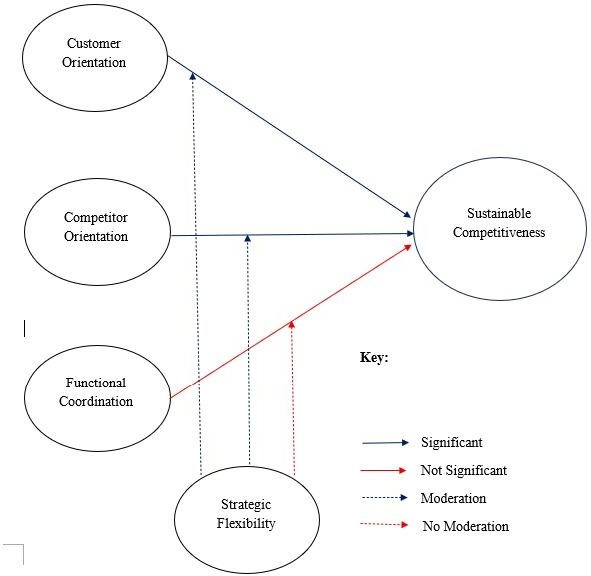 Customer
Orientation
Competitor
Orientation
Sustainable
Competitiveness
Functional
Coordination
Key:
Significant
Not Significant
Moderation
No Moderation
Strategic
Flexibility